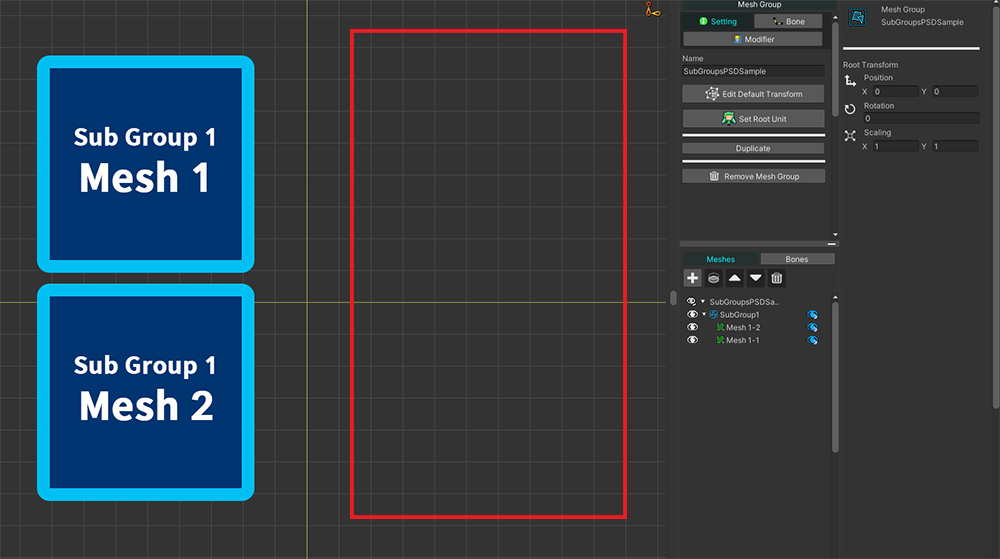 Sub Group 1
Mesh 1
Sub Group 1
Mesh 2
Mesh Group
Setting
Bone
Modifier
Name
SubGroupsPSDSample
Edit Default Transform
Set Root Unit
Duplicate
Remove Mesh Group
Meshes
Bones
SubGroupsPSDSa..
SubGroup1
Mesh 1-2
Mesh 1-1
Mesh Group
SubGroupsPSDSample
Root Transform
Position
X 0 Y 0
Rotation
0
Scaling
X 1 Y 1